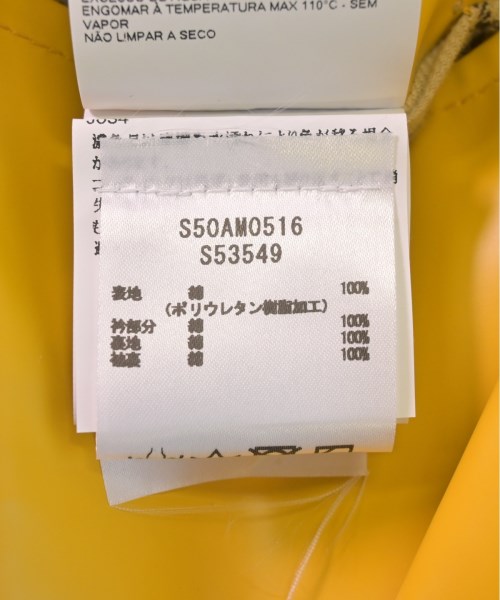 ENGOMAR À TEMPERATURA MAX 110°C - SEM
VAPOR
NÃO LIMPAR A SECO
S50AM0516
S53549
表地 綿 100%
(ポリウレタン樹脂加工)
衿部分 綿 100%
裏地 綿 100%
袖裏 綿 100%